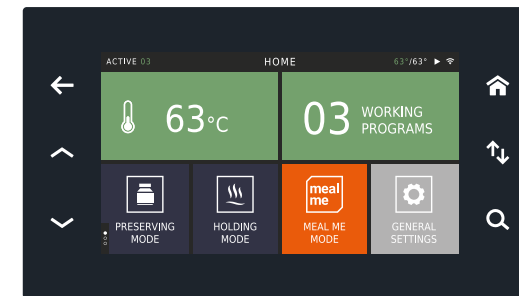 ACTIVE 03 HOME 63°/63°
63°C
03 WORKING
PROGRAMS
meal
me
PRESERVING
MODE
HOLDING
MODE
MEAL ME
MODE
GENERAL
SETTINGS